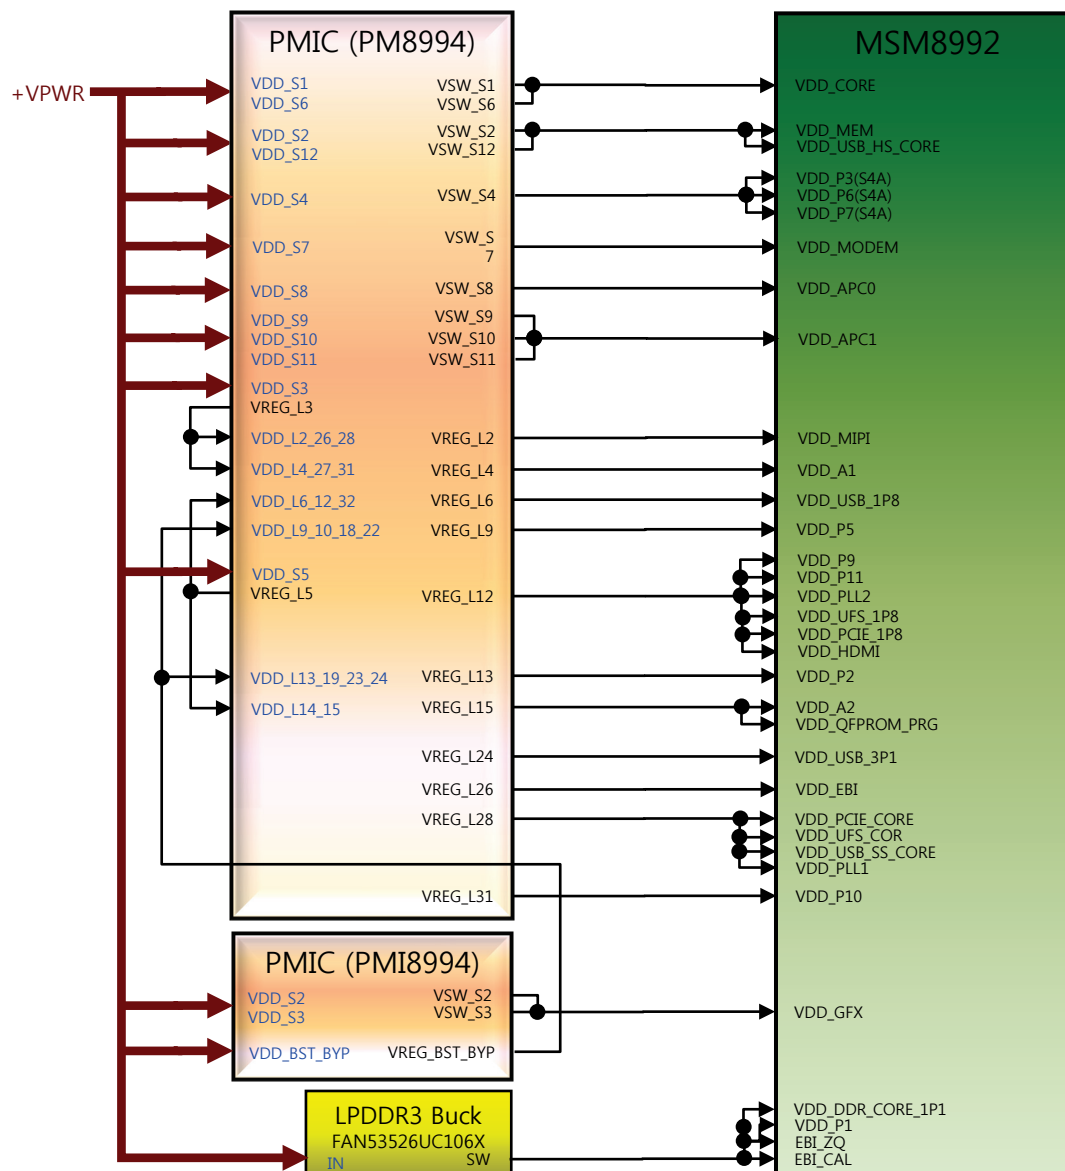 PMIC (PM8994)
MSM8992
+VPWR
VDD_S1
VDD_S6
VDD_S2
VDD_S12
VDD_S4
VDD_S7
VDD_S8
VDD_S9
VDD_S10
VDD_S11
VDD_S3
VREG_L3
VDD_L2_26_28
VDD_L4_27_31
VDD_L6_12_32
VDD_L9_10_18_22
VDD_S5
VREG_L5
VDD_L13_19_23_24
VDD_L14_15
VSW_S1
VSW_S6
VSW_S2
VSW_S12
VSW_S4
VSW_S
7
VSW_S8
VSW_S9
VSW_S10
VSW_S11
VREG_L2
VREG_L4
VREG_L6
VREG_L9
VREG_L12
VREG_L13
VREG_L15
VREG_L24
VREG_L26
VREG_L28
VREG_L31
VDD_CORE
VDD_MEM
VDD_USB_HS_CORE
VDD_P3(S4A)
VDD_P6(S4A)
VDD_P7(S4A)
VDD_MODEM
VDD_APC0
VDD_APC1
VDD_MIPI
VDD_A1
VDD_USB_1P8
VDD_P5
VDD_P9
VDD_P11
VDD_PLL2
VDD_UFS_1P8
VDD_PCIE_1P8
VDD_HDMI
VDD_P2
VDD_A2
VDD_QFPROM_PRG
VDD_USB_3P1
VDD_EBI
VDD_PCIE_CORE
VDD_UFS_COR
VDD_USB_SS_CORE
VDD_PLL1
VDD_P10
VDD_GFX
VDD_DDR_CORE_1P1
VDD_P1
EBI_ZQ
EBI_CAL
PMIC (PMI8994)
VDD_S2
VDD_S3
VDD_BST_BYP
VSW_S2
VSW_S3
VREG_BST_BYP
LPDDR3 Buck
FAN53526UC106X
IN
SW